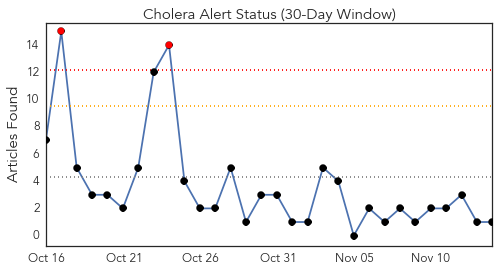 Cholera Alert Status (30-Day Window)
Articles Found
14
12
10
8
6
4
2
0
Oct 16
Oct 21
Oct 26
Oct 31
Nov 05
Nov 10